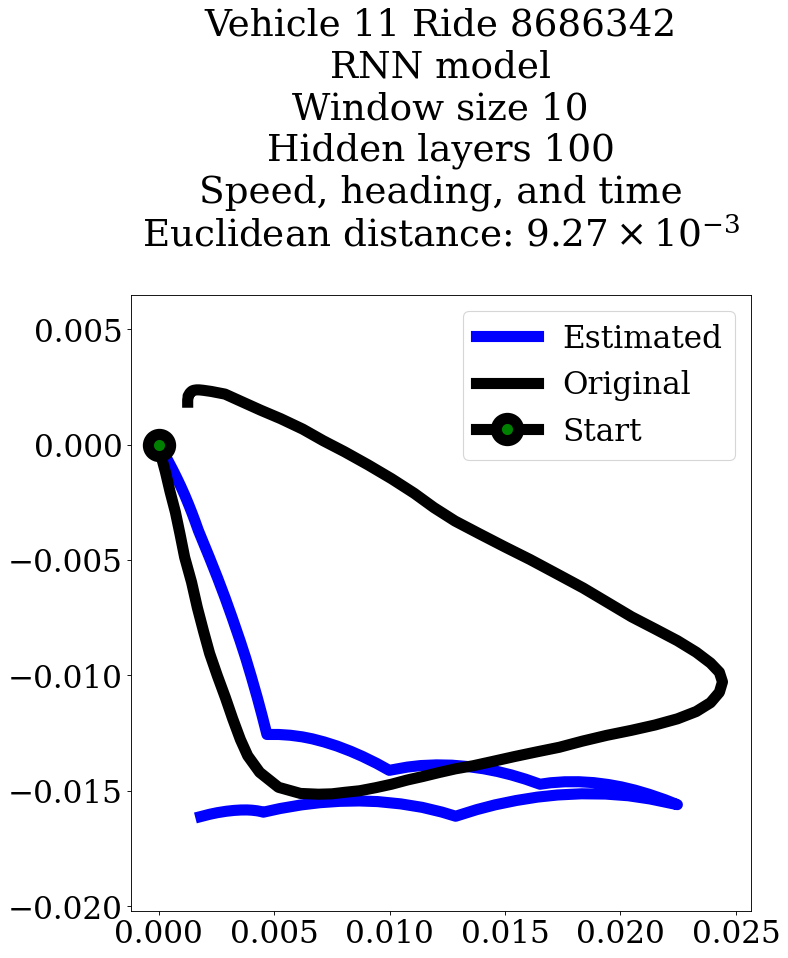 Vehicle 11 Ride 8686342
RNN model
Window size 10
Hidden layers 100
Speed, heading, and time
Euclidean distance: 9.27 × 10⁻³
Estimated
Original
Start
0.005
0.000
−0.005
−0.010
−0.015
−0.020
0.000 0.005 0.010 0.015 0.020 0.025